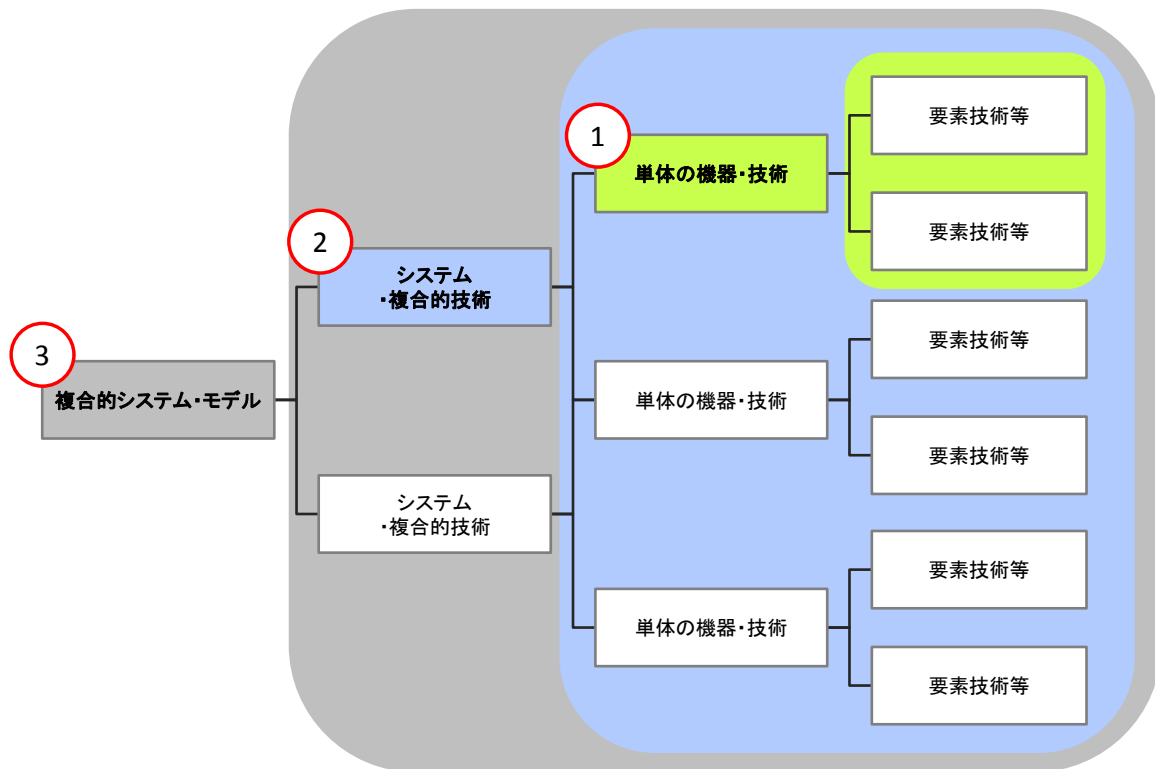 要素技術等
1
単体の機器・技術
要素技術等
2
システム
・複合的技術
要素技術等
3
複合的システム・モデル
単体の機器・技術
要素技術等
システム
・複合的技術
要素技術等
単体の機器・技術
要素技術等